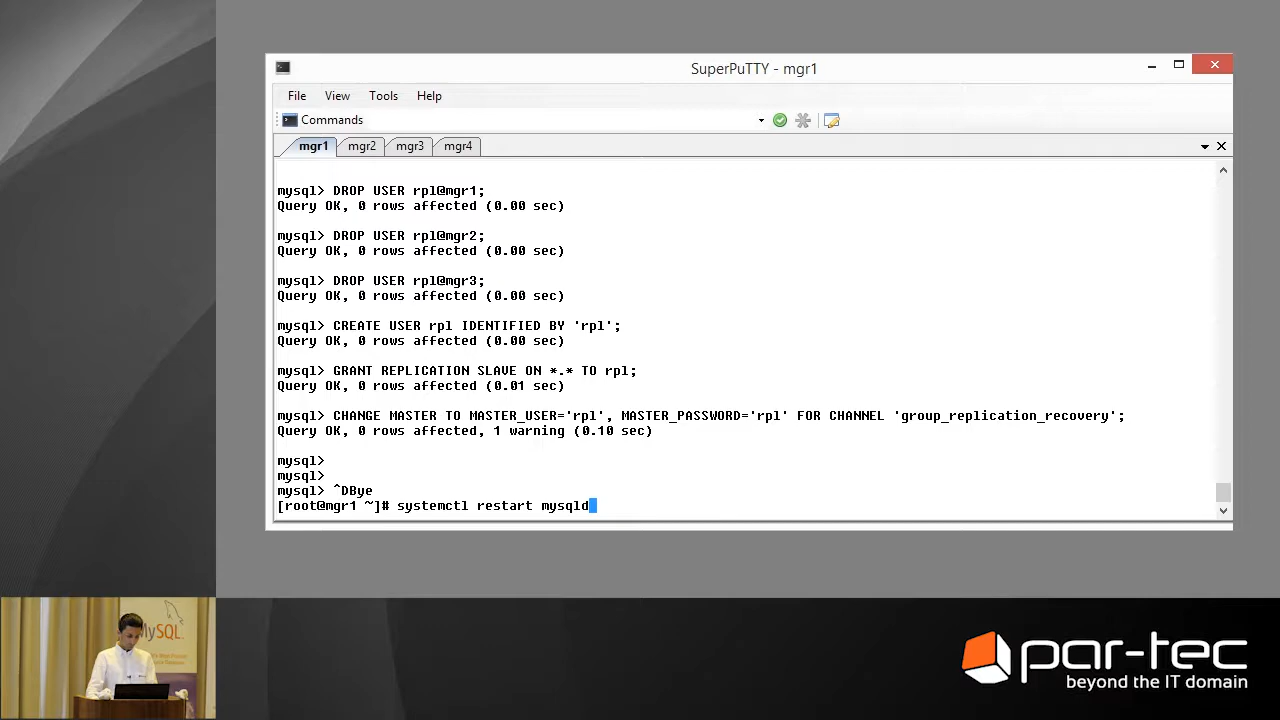 SuperPuTTY - mgr1
File View Tools Help
Commands
mgr1 mgr2 mgr3 mgr4
mysql> DROP USER rpl@mgr1;
Query OK, 0 rows affected (0.00 sec)
mysql> DROP USER rpl@mgr2;
Query OK, 0 rows affected (0.00 sec)
mysql> DROP USER rpl@mgr3;
Query OK, 0 rows affected (0.00 sec)
mysql> CREATE USER rpl IDENTIFIED BY 'rpl';
Query OK, 0 rows affected (0.00 sec)
mysql> GRANT REPLICATION SLAVE ON *.* TO rpl;
Query OK, 0 rows affected (0.01 sec)
mysql> CHANGE MASTER TO MASTER_USER='rpl', MASTER_PASSWORD='rpl' FOR CHANNEL 'group_replication_recovery';
Query OK, 0 rows affected, 1 warning (0.10 sec)
mysql>
mysql>
mysql> ^DBye
[root@mgr1 ~]# systemctl restart mysqld
MySQL
par-tec
beyond the IT domain